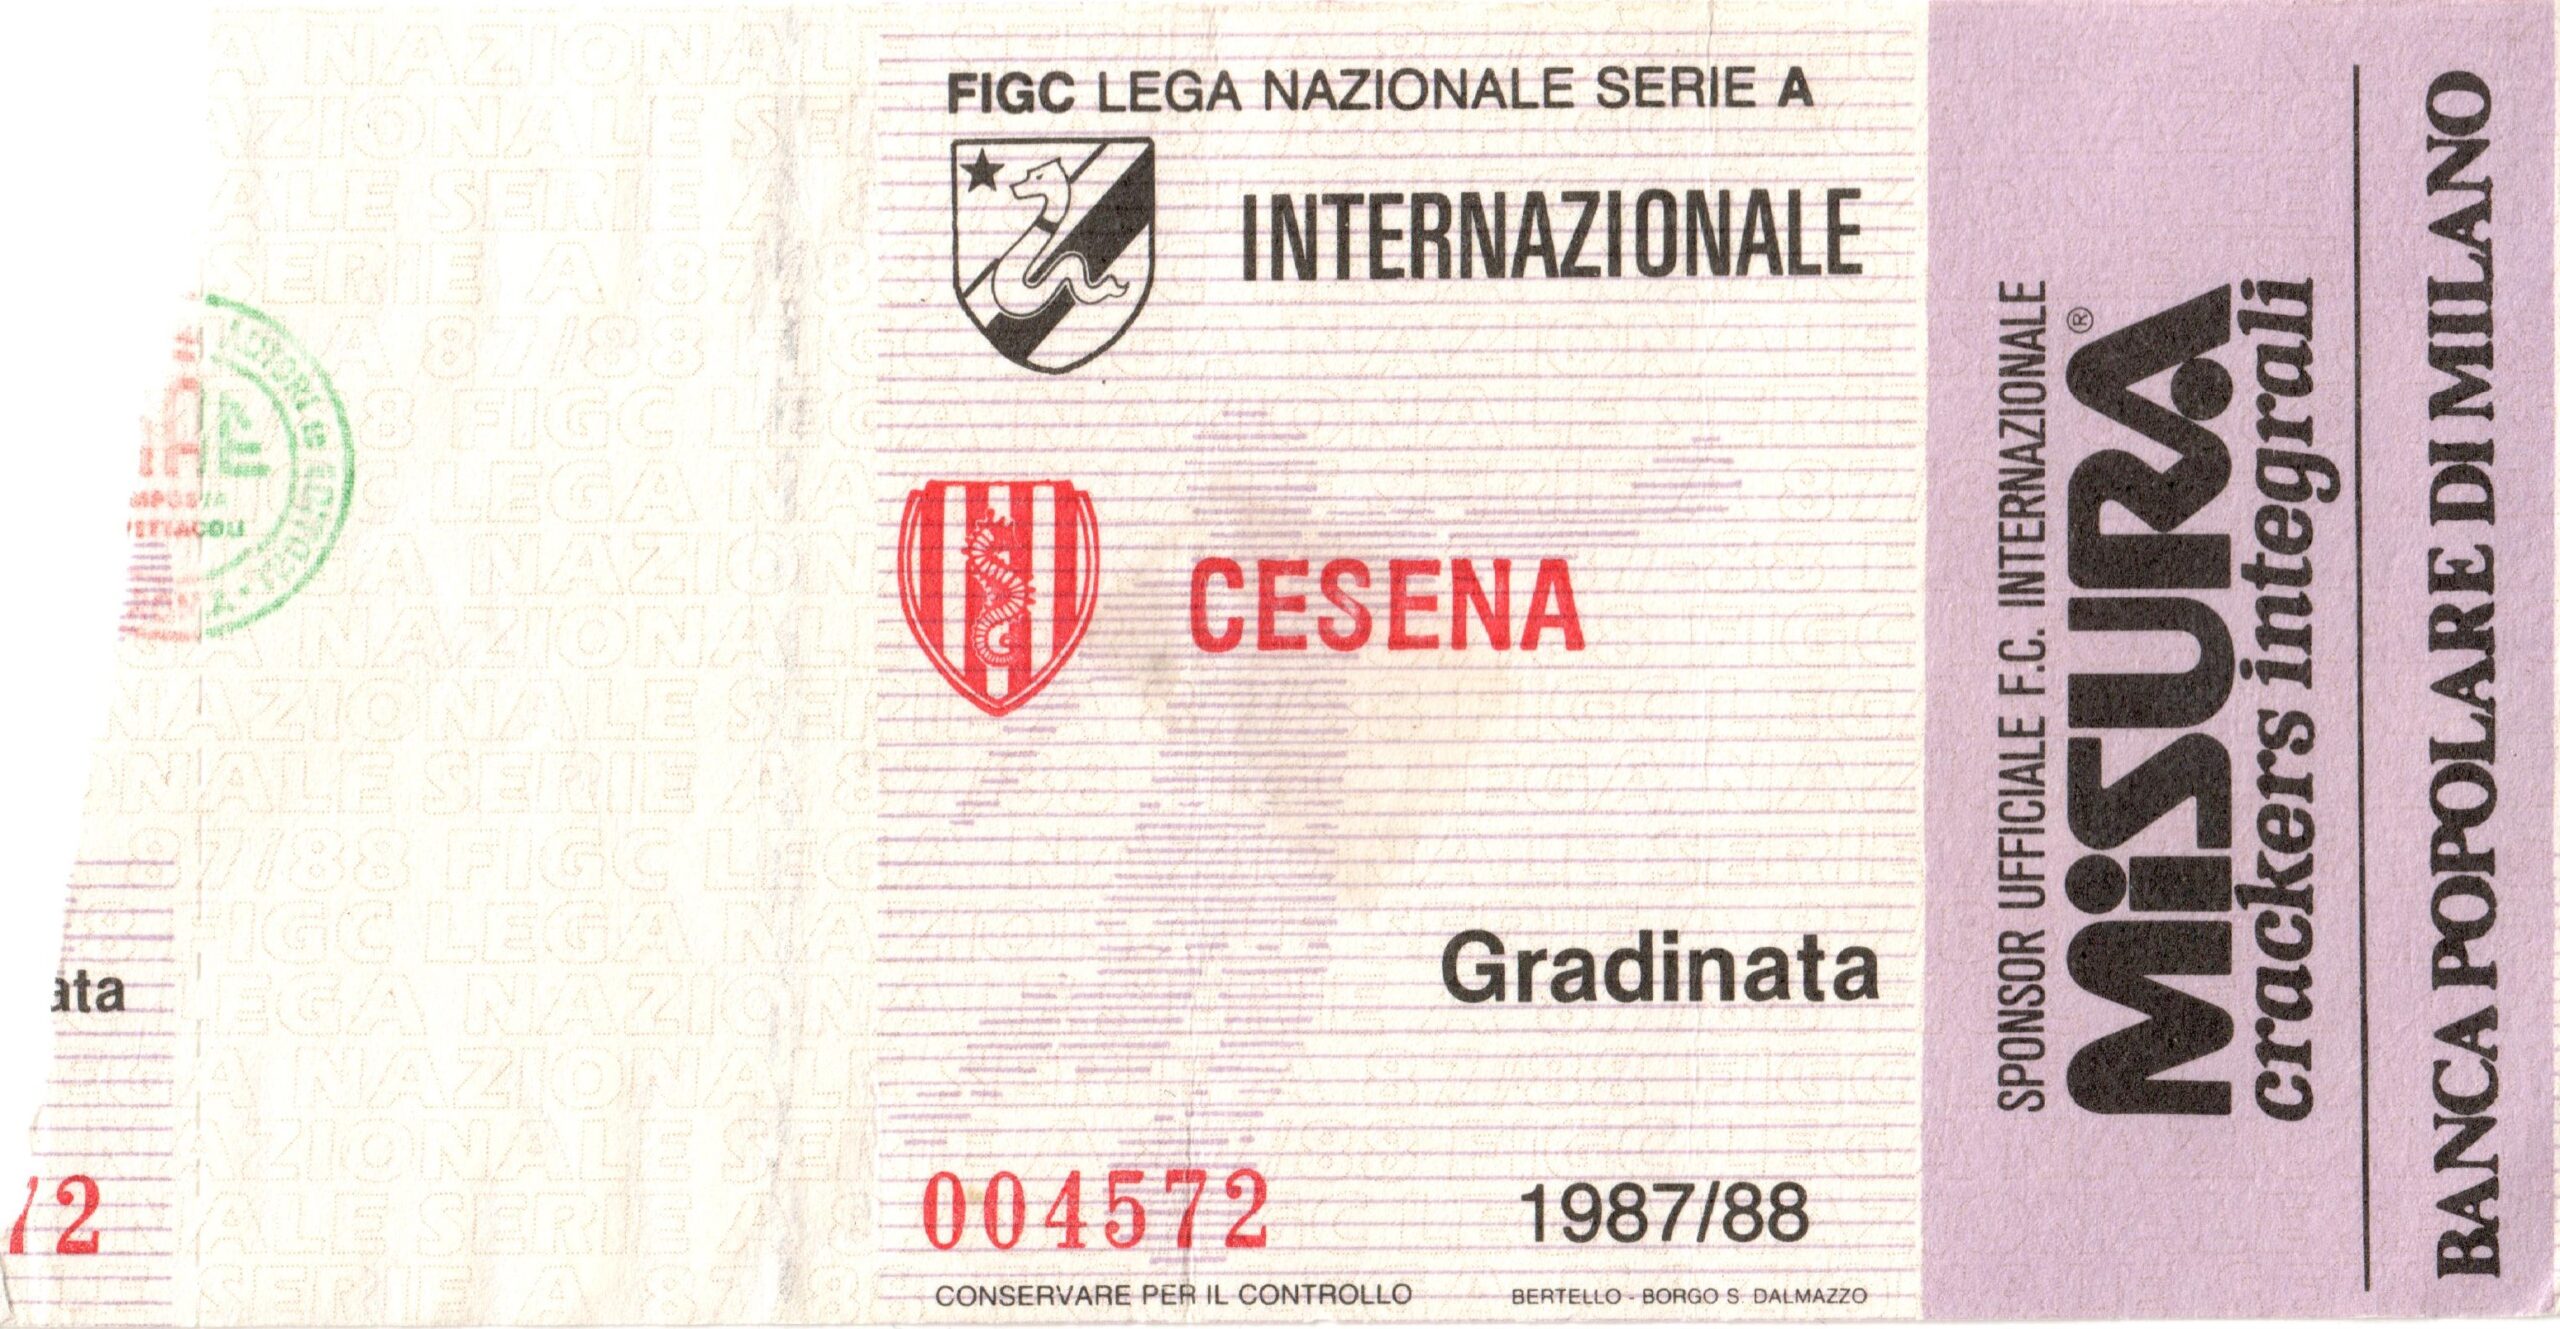 FIGC LEGA NAZIONALE SERIE A
INTERNAZIONALE
CESENA
Gradinata
004572
1987/88
CONSERVARE PER IL CONTROLLO
BERTELLO - BORGO S. DALMAZZO
SPONSOR UFFICIALE F.C. INTERNAZIONALE
MiSURA®
crackers integrali
BANCA POPOLARE DI MILANO
ata
2